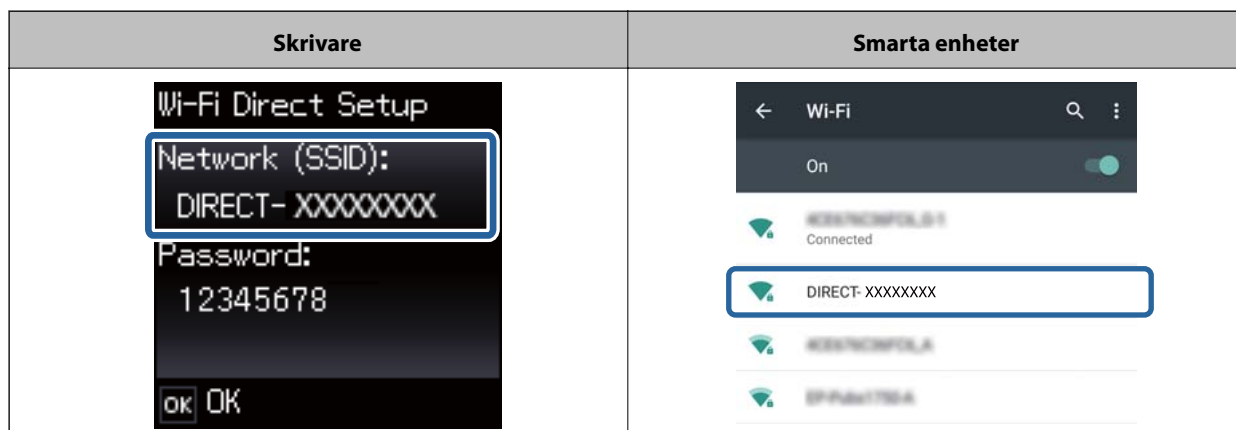 Skrivare
Smarta enheter
Wi-Fi Direct Setup
Network (SSID):
DIRECT- XXXXXXXX
Password:
12345678
OK OK
Wi-Fi
On
Connected
DIRECT- XXXXXXXX